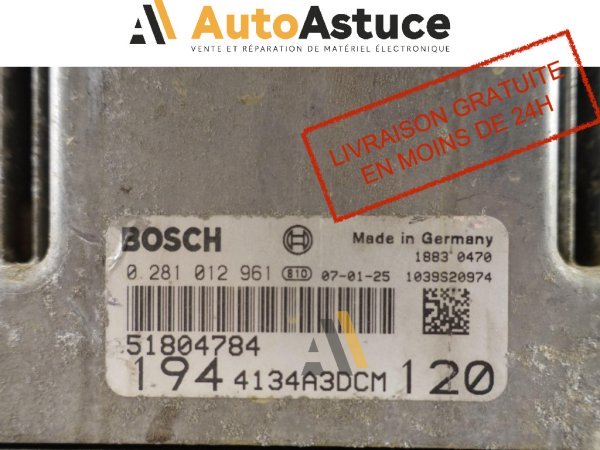 AutoAstuce
VENTE ET RÉPARATION DE MATÉRIEL ÉLECTRONIQUE
LIVRAISON GRATUITE
EN MOINS DE 24H
BOSCH
Made in Germany
1883 0470
0 281 012 961 810 07-01-25 1039S20974
51804784
194 4134A3DCM 120